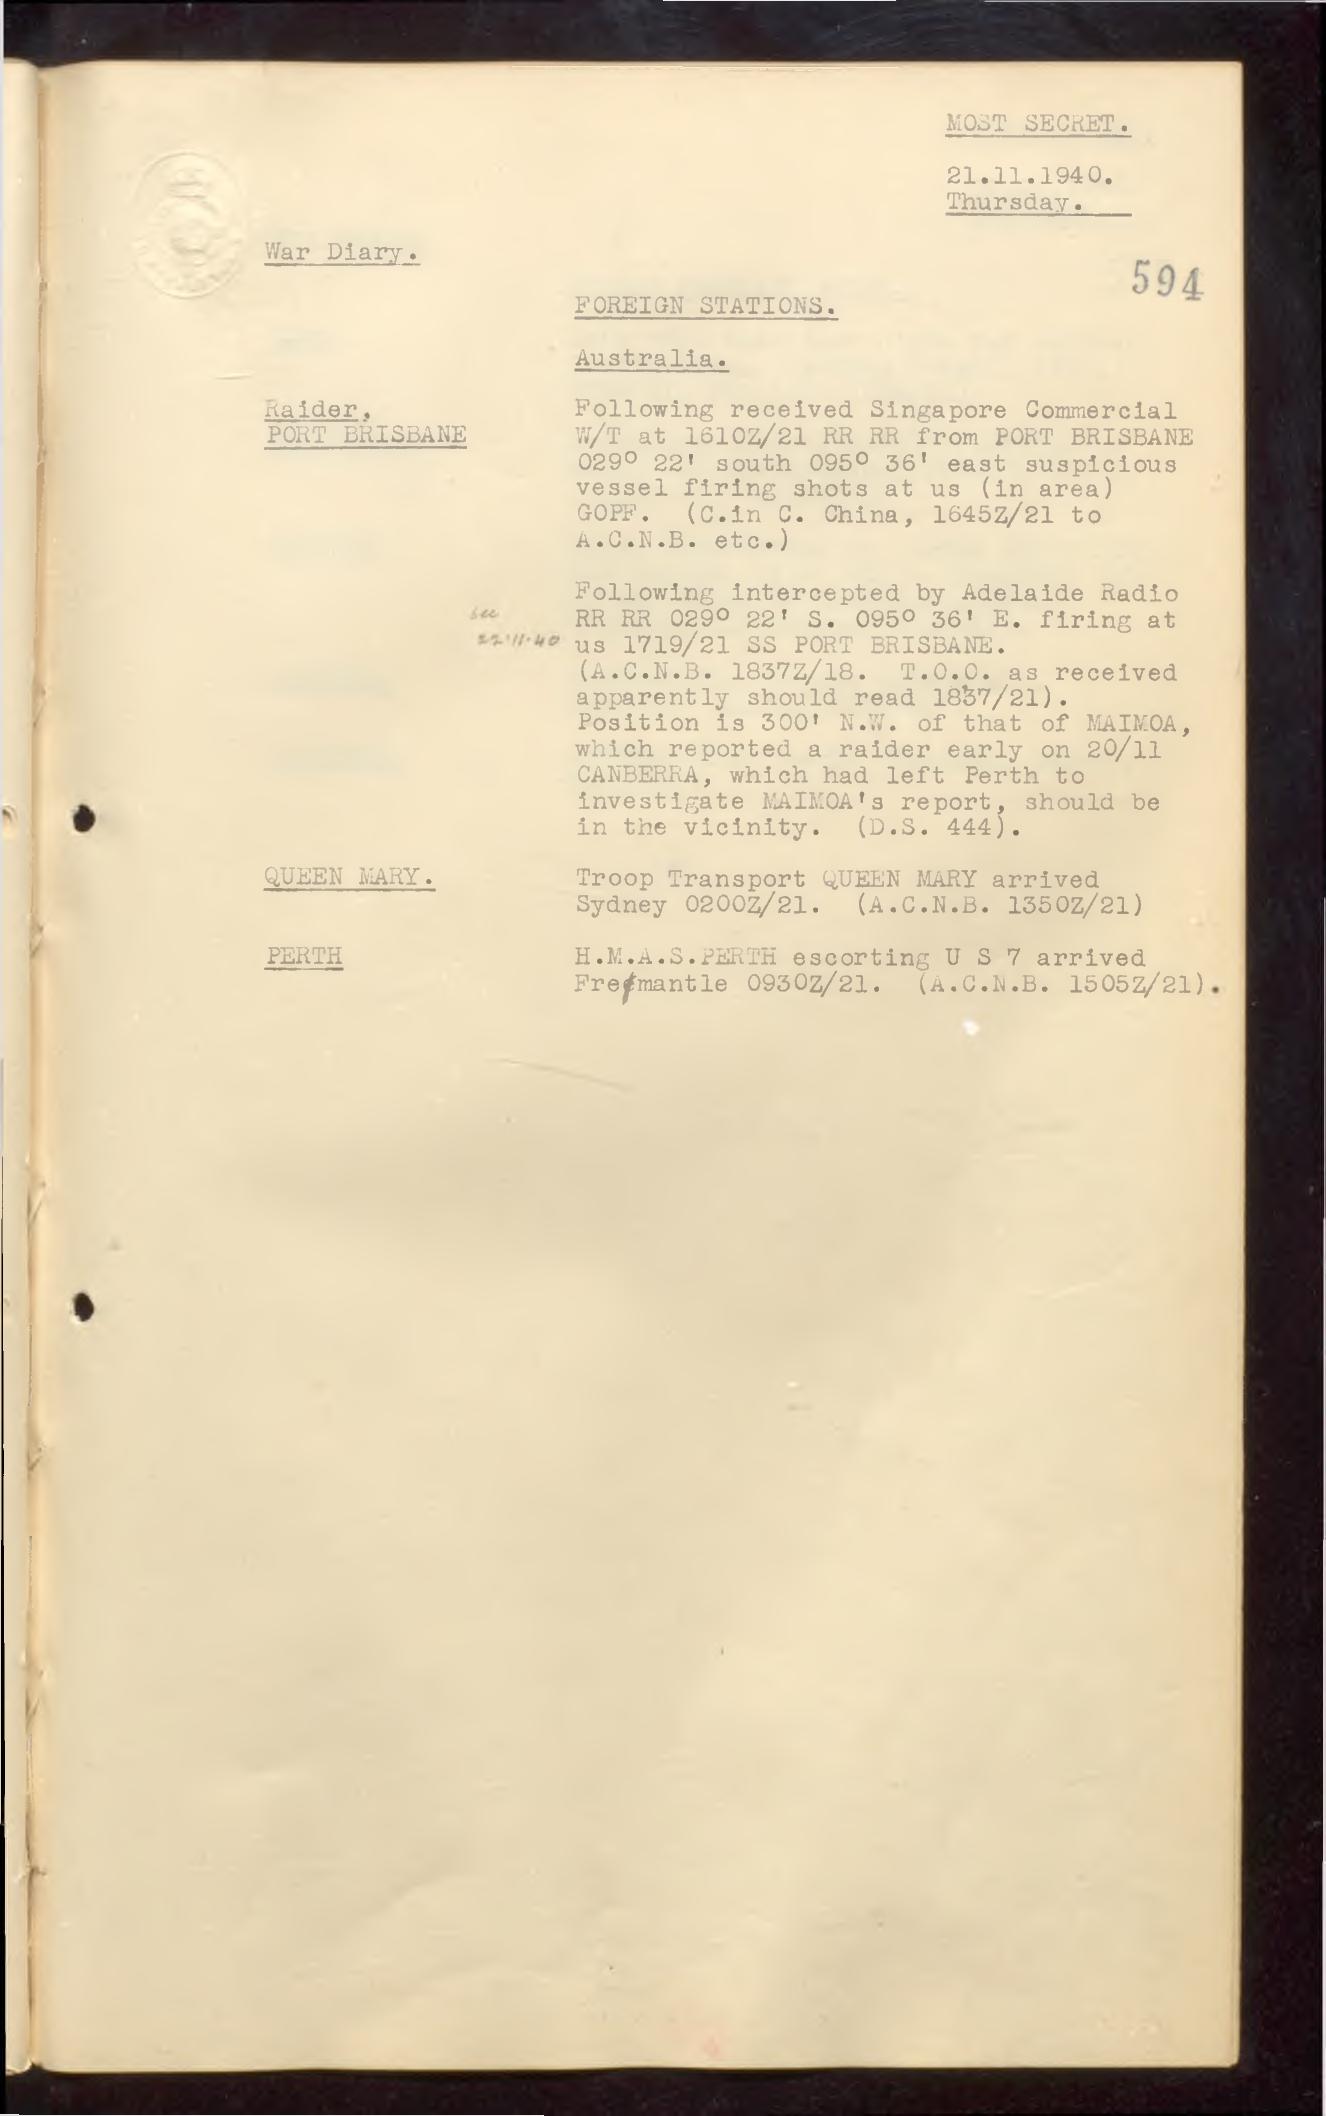 MOST SECRET.
21.11.1940.
Thursday.
War Diary.
594
FOREIGN STATIONS.
Australia.
Raider,
PORT BRISBANE
Following received Singapore Commercial
W/T at 1610Z/21 RR RR from PORT BRISBANE
029° 22' south 095° 36' east suspicious
vessel firing shots at us (in area)
GOPF. (C.in C. China, 1645Z/21 to
A.C.N.B. etc.)
see
22.11.40
Following intercepted by Adelaide Radio
RR RR 029° 22' S. 095° 36' E. firing at
us 1719/21 SS PORT BRISBANE.
(A.C.N.B. 1837Z/18. T.O.O. as received
apparently should read 1837/21).
Position is 300' N.W. of that of MAIMOA,
which reported a raider early on 20/11
CANBERRA, which had left Perth to
investigate MAIMOA's report, should be
in the vicinity. (D.S. 444).
QUEEN MARY.
Troop Transport QUEEN MARY arrived
Sydney 0200Z/21. (A.C.N.B. 1350Z/21)
PERTH
H.M.A.S.PERTH escorting U S 7 arrived
Fremantle 0930Z/21. (A.C.N.B. 1505Z/21).